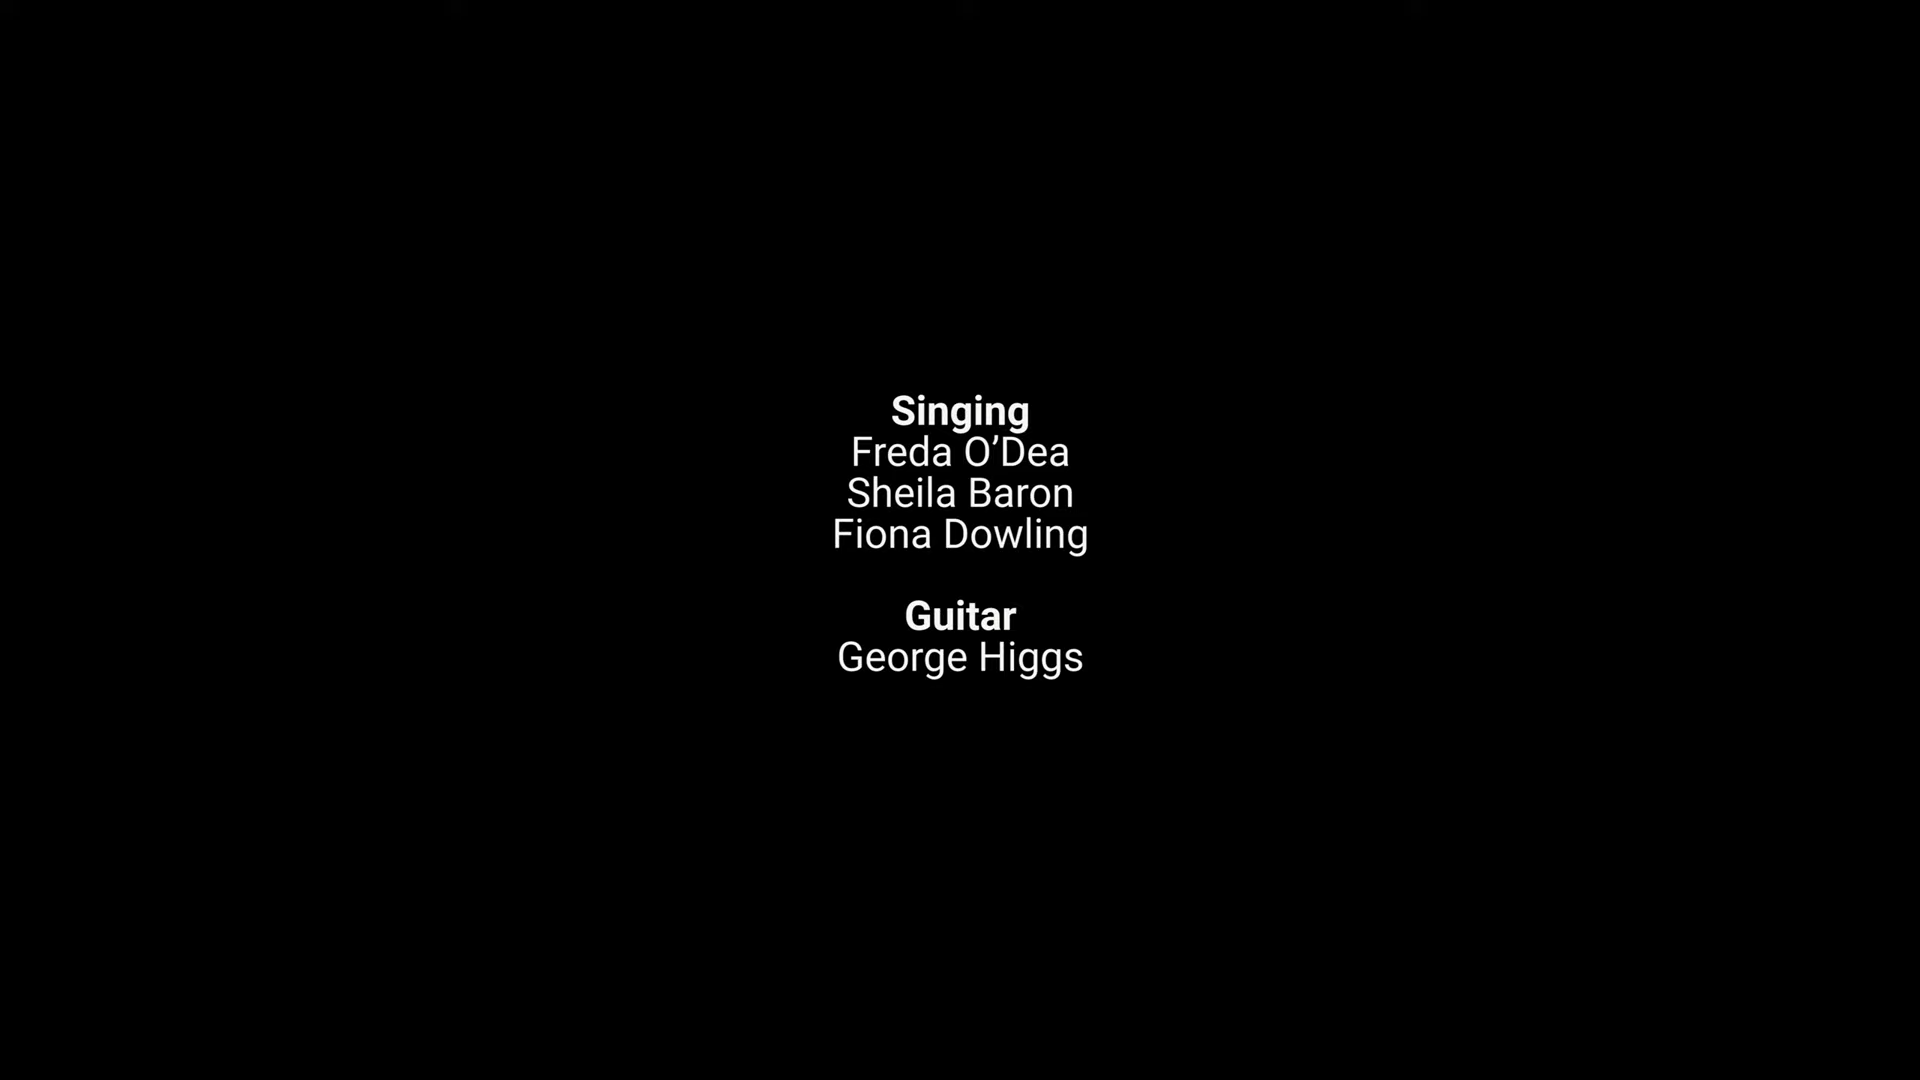 Singing
Freda O’Dea
Sheila Baron
Fiona Dowling
Guitar
George Higgs